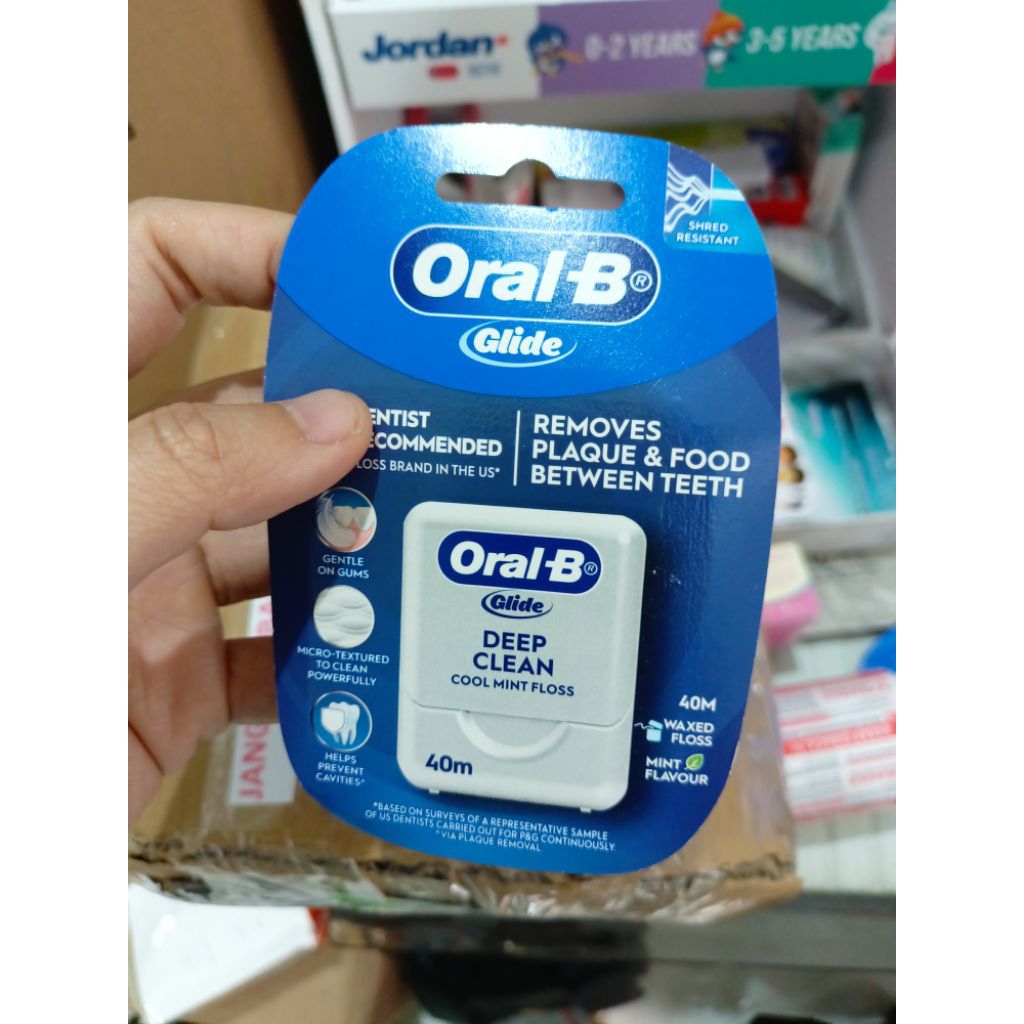 Jordan*
0-2 YEARS
3-5 YEARS
SHRED
RESISTANT
Oral-B®
Glide
ENTIST
ECOMMENDED
LOSS BRAND IN THE US*
REMOVES
PLAQUE & FOOD
BETWEEN TEETH
GENTLE
ON GUMS
MICRO-TEXTURED
TO CLEAN
POWERFULLY
HELPS
PREVENT
CAVITIES^
Oral-B®
Glide
DEEP
CLEAN
COOL MINT FLOSS
40m
40M
WAXED
FLOSS
MINT
FLAVOUR
*BASED ON SURVEYS OF A REPRESENTATIVE SAMPLE
OF US DENTISTS CARRIED OUT FOR P&G CONTINUOUSLY.
^VIA PLAQUE REMOVAL
JANG